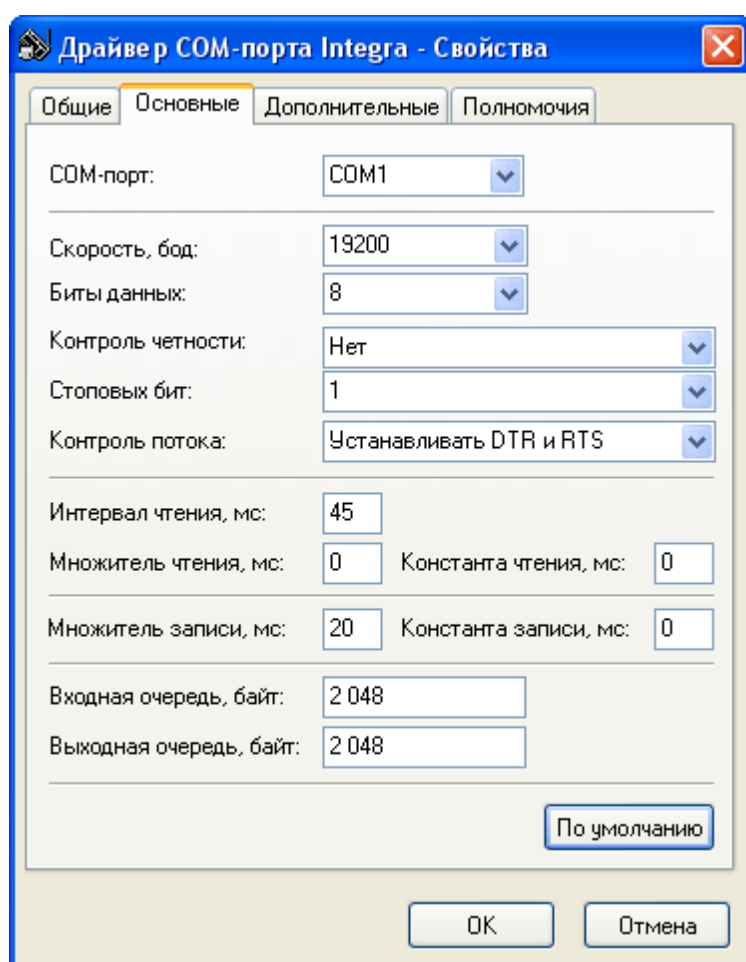 Драйвер COM-порта Integra - Свойства
Общие Основные Дополнительные Полномочия
COM-порт: COM1
Скорость, бод: 19200
Биты данных: 8
Контроль четности: Нет
Стоповых бит: 1
Контроль потока: Устанавливать DTR и RTS
Интервал чтения, мс: 45
Множитель чтения, мс: 0 Константа чтения, мс: 0
Множитель записи, мс: 20 Константа записи, мс: 0
Входная очередь, байт: 2 048
Выходная очередь, байт: 2 048
По умолчанию
OK Отмена